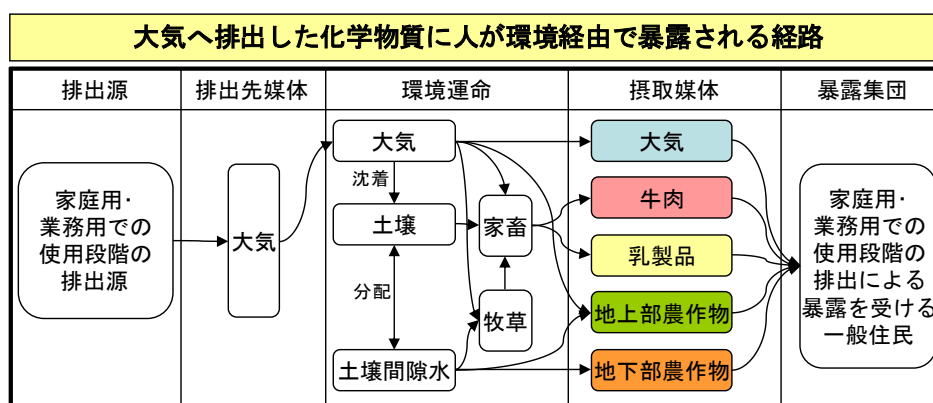 大気へ排出した化学物質に人が環境経由で暴露される経路
排出源
排出先媒体
環境運命
摂取媒体
暴露集団
家庭用・
業務用での
使用段階の
排出源
大気
大気
沈着
土壌
分配
土壌間隙水
家畜
牧草
大気
牛肉
乳製品
地上部農作物
地下部農作物
家庭用・
業務用での
使用段階の
排出による
暴露を受ける
一般住民